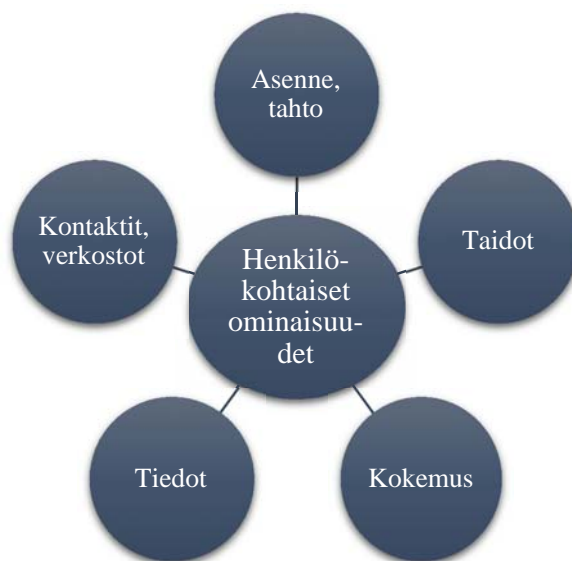 Asenne,
tahto
Kontaktit,
verkostot
Taidot
Henkilö-
kohtaiset
ominaisuu-
det
Tiedot
Kokemus